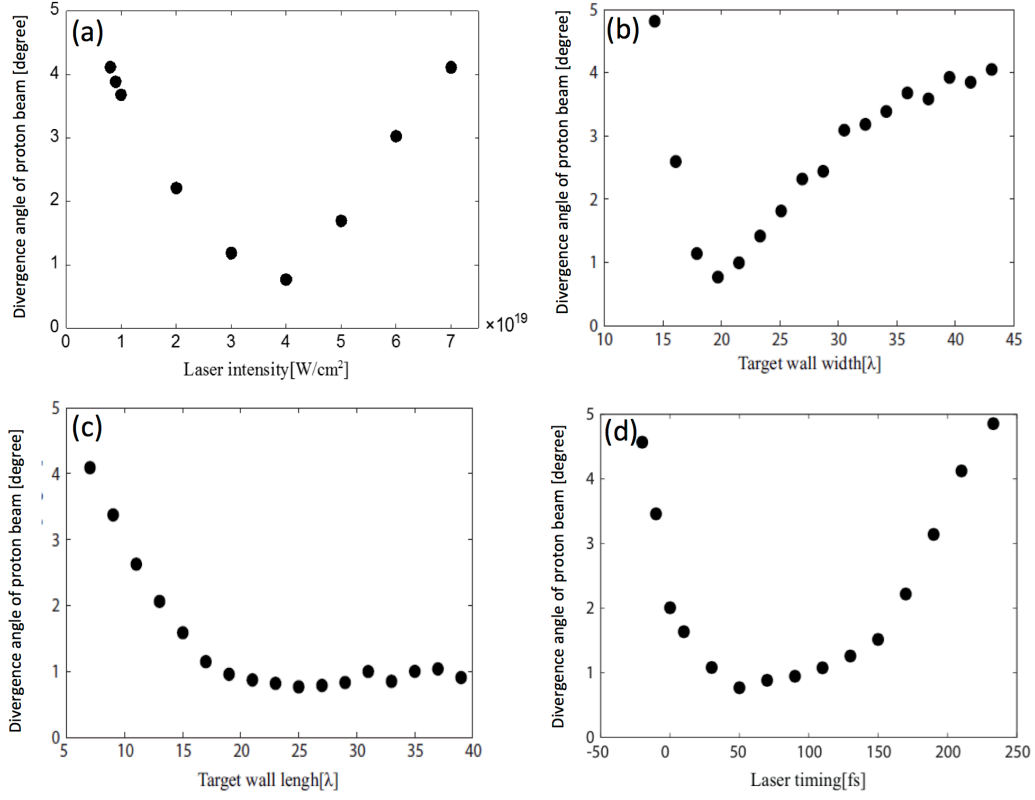 (a)
Divergence angle of proton beam [degree]
5
4
3
2
1
0
0 1 2 3 4 5 6 7
×10¹⁹
Laser intensity[W/cm²]
(b)
Divergence angle of proton beam [degree]
5
4
3
2
1
0
10 15 20 25 30 35 40 45
Target wall width[λ]
(c)
Divergence angle of proton beam [degree]
5
4
3
2
1
0
5 10 15 20 25 30 35 40
Target wall lengh[λ]
(d)
Divergence angle of proton beam [degree]
5
4
3
2
1
0
-50 0 50 100 150 200 250
Laser timing[fs]